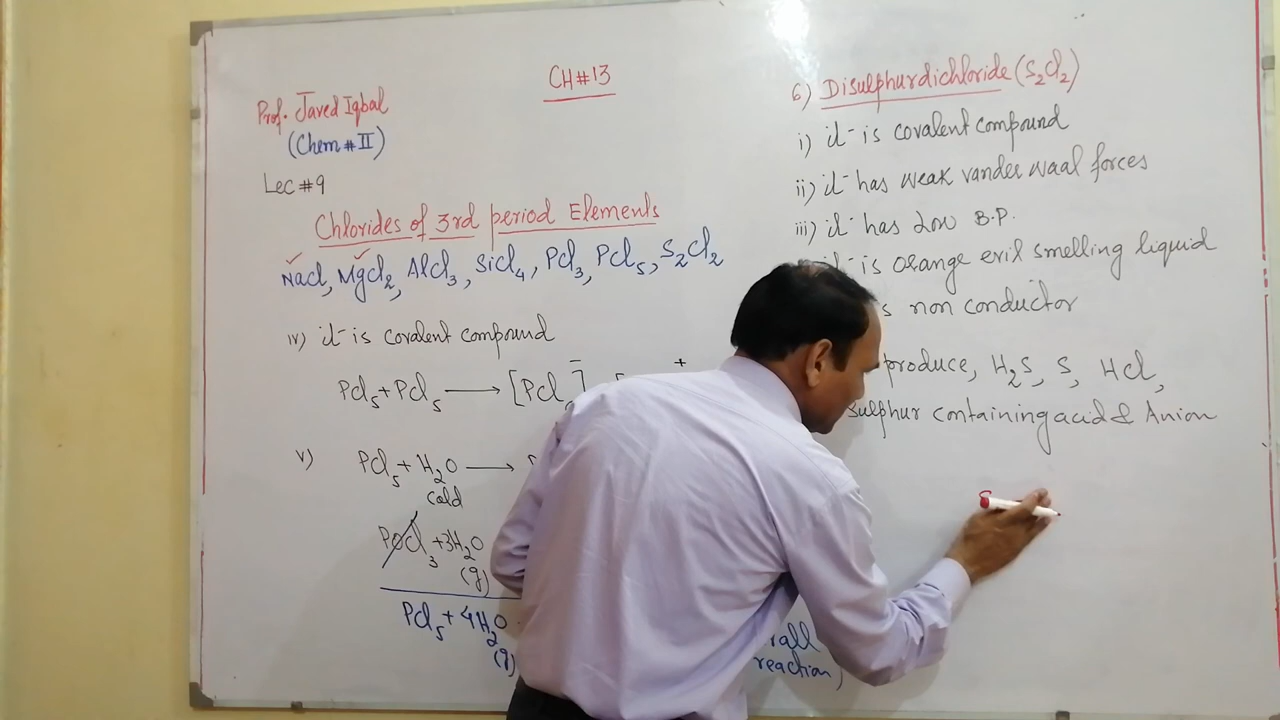 CH#13
Prof. Javed Iqbal
(Chem # II)
Lec #9
Chlorides of 3rd period Elements
NaCl, MgCl2, AlCl3, SiCl4, PCl3, PCl5, S2Cl2
iv) it is covalent compound
PCl5 + PCl5 ⟶ [PCl ]⁻ +
v) PCl5 + H2O ⟶
cold
POCl3 + 3H2O
(g)
PCl5 + 4H2O
(g)
reaction)
6) Disulphurdichloride (S2Cl2)
i) it is covalent compound
ii) it has weak vander waal forces
iii) it has Low B.P.
it is orange evil smelling liquid
non conductor
produce, H2S, S, HCl,
Sulphur containing acid & Anion